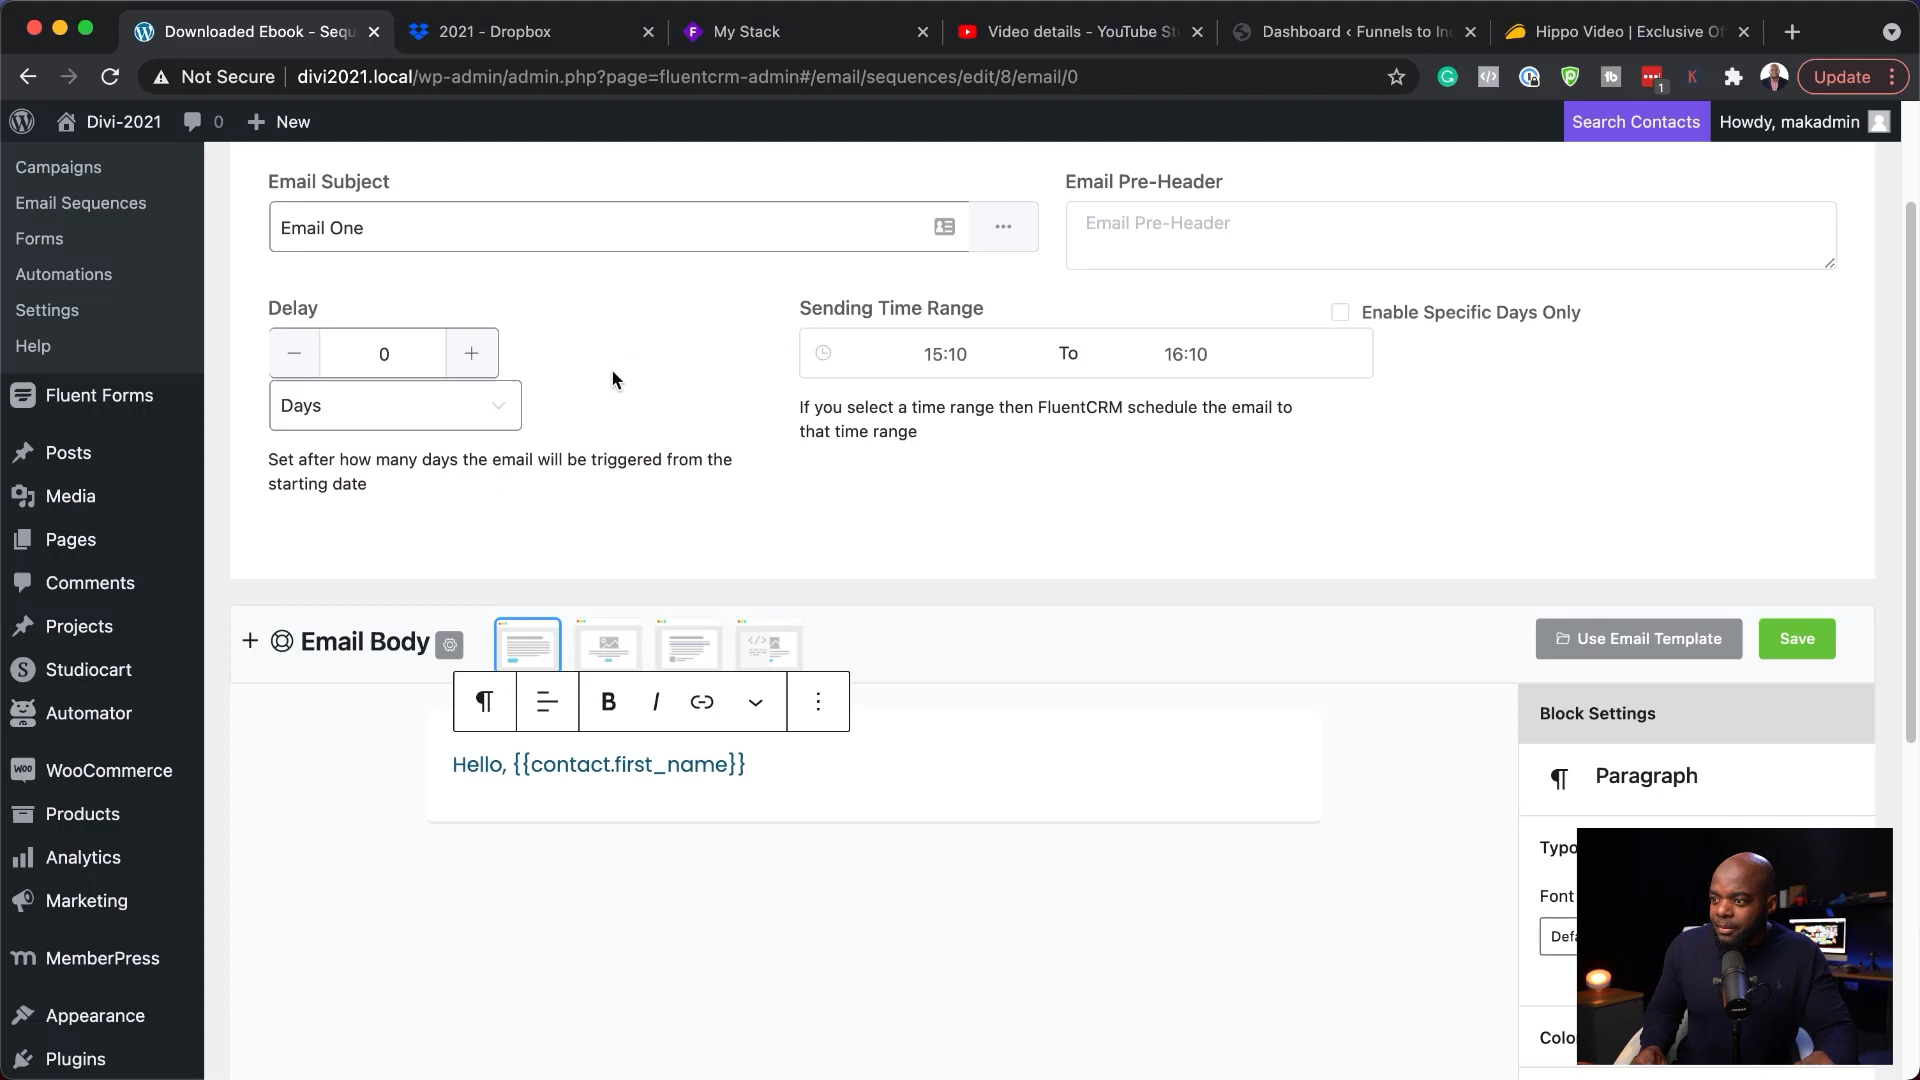 Downloaded Ebook - Sequ
2021 - Dropbox
My Stack
Video details - YouTube St
Dashboard ‹ Funnels to In
Hippo Video | Exclusive Of
Not Secure
divi2021.local/wp-admin/admin.php?page=fluentcrm-admin#/email/sequences/edit/8/email/0
1
Update
Divi-2021
0
New
Search Contacts
Howdy, makadmin
Campaigns
Email Sequences
Forms
Automations
Settings
Help
Fluent Forms
Posts
Media
Pages
Comments
Projects
Studiocart
Automator
WooCommerce
Products
Analytics
Marketing
MemberPress
Appearance
Plugins
Email Subject
Email One
Email Pre-Header
Email Pre-Header
Delay
0
Days
Set after how many days the email will be triggered from the
starting date
Sending Time Range
15:10
To
16:10
If you select a time range then FluentCRM schedule the email to
that time range
Enable Specific Days Only
Email Body
Use Email Template
Save
B
I
Hello, {{contact.first_name}}
Block Settings
Paragraph
Typo
Font
Defa
Colo